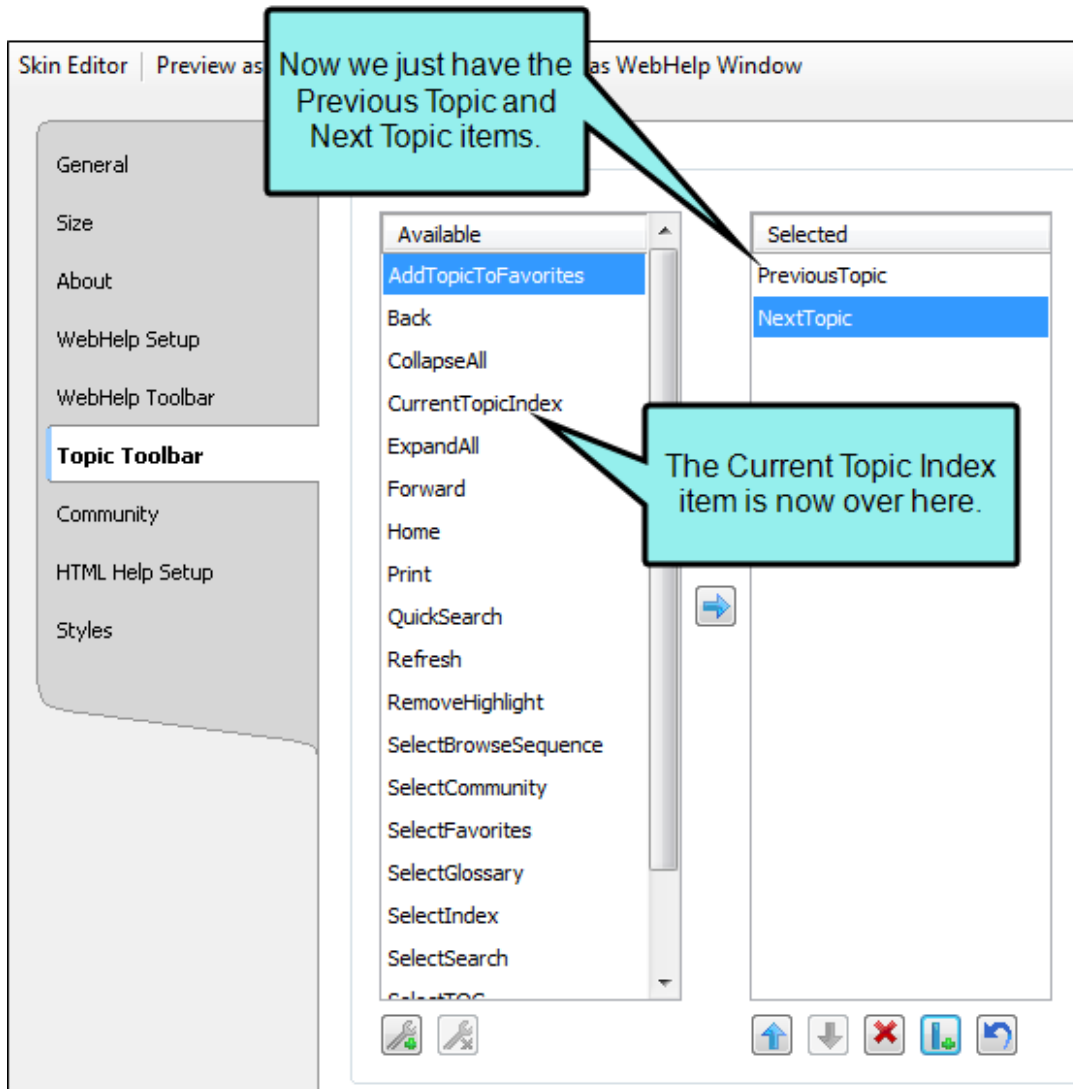 Skin Editor Preview as as WebHelp Window
Now we just have the
Previous Topic and
Next Topic items.
General
Size
About
WebHelp Setup
WebHelp Toolbar
Topic Toolbar
Community
HTML Help Setup
Styles
Available
AddTopicToFavorites
Back
CollapseAll
CurrentTopicIndex
ExpandAll
Forward
Home
Print
QuickSearch
Refresh
RemoveHighlight
SelectBrowseSequence
SelectCommunity
SelectFavorites
SelectGlossary
SelectIndex
SelectSearch
SelectTOC
Selected
PreviousTopic
NextTopic
The Current Topic Index
item is now over here.